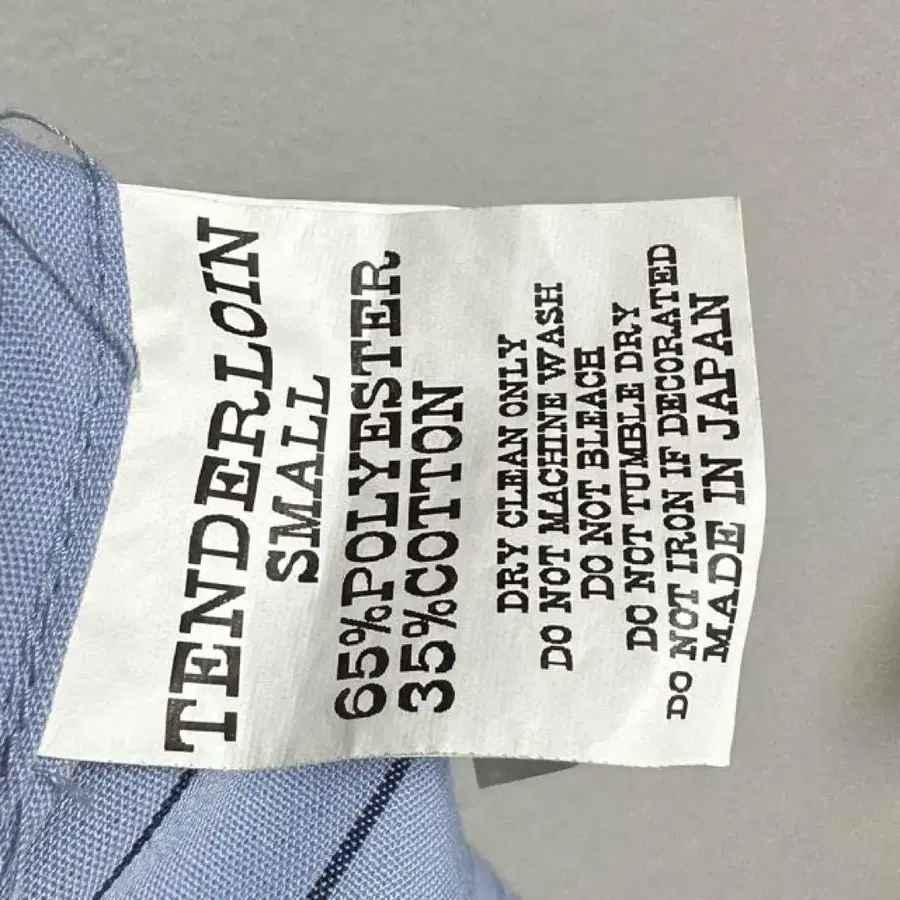 TENDERLOIN
SMALL
65%POLYESTER
35%COTTON
DRY CLEAN ONLY
DO NOT MACHINE WASH
DO NOT BLEACH
DO NCT TUMBLE DRY
DO NOT IRON IF DECORATED
MADE IN JAPAN